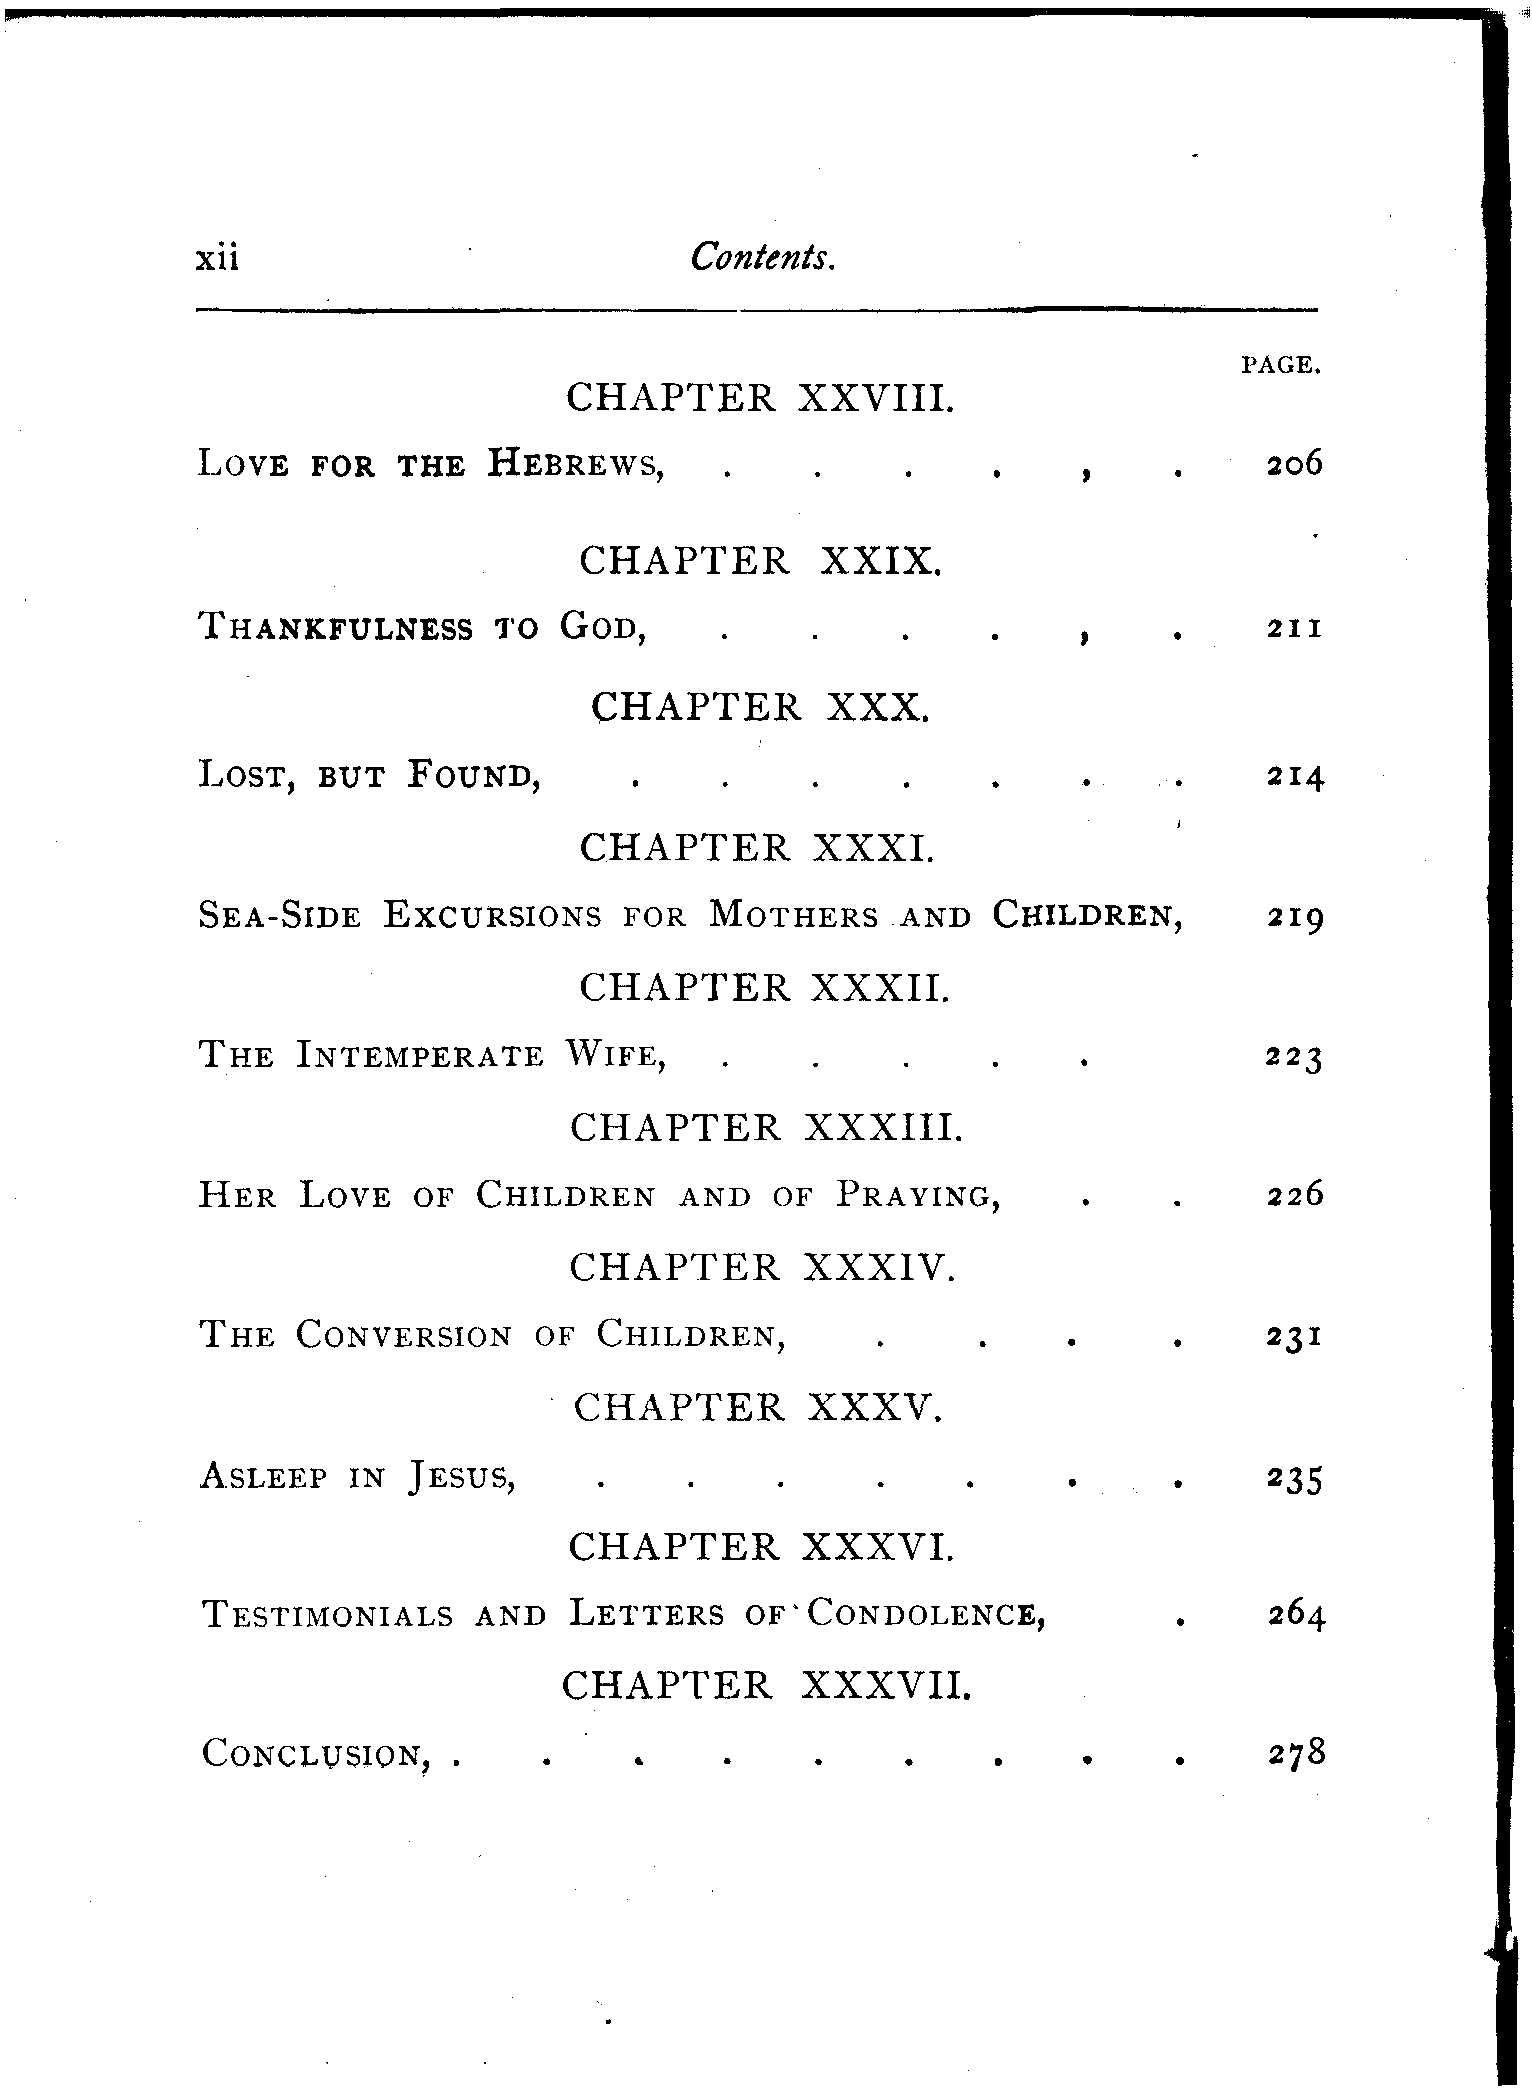 xii Contents.
PAGE.
CHAPTER XXVIII.
LOVE FOR THE HEBREWS, . . . . , . 206
CHAPTER XXIX.
THANKFULNESS TO GOD, . . . . , . 211
CHAPTER XXX.
LOST, BUT FOUND, . . . . . . . 214
CHAPTER XXXI.
SEA-SIDE EXCURSIONS FOR MOTHERS AND CHILDREN, 219
CHAPTER XXXII.
THE INTEMPERATE WIFE, . . . . . 223
CHAPTER XXXIII.
HER LOVE OF CHILDREN AND OF PRAYING, . . 226
CHAPTER XXXIV.
THE CONVERSION OF CHILDREN, . . . . 231
CHAPTER XXXV.
ASLEEP IN JESUS, . . . . . . . 235
CHAPTER XXXVI.
TESTIMONIALS AND LETTERS OF CONDOLENCE, . 264
CHAPTER XXXVII.
CONCLUSION, . . . . . . . . . 278